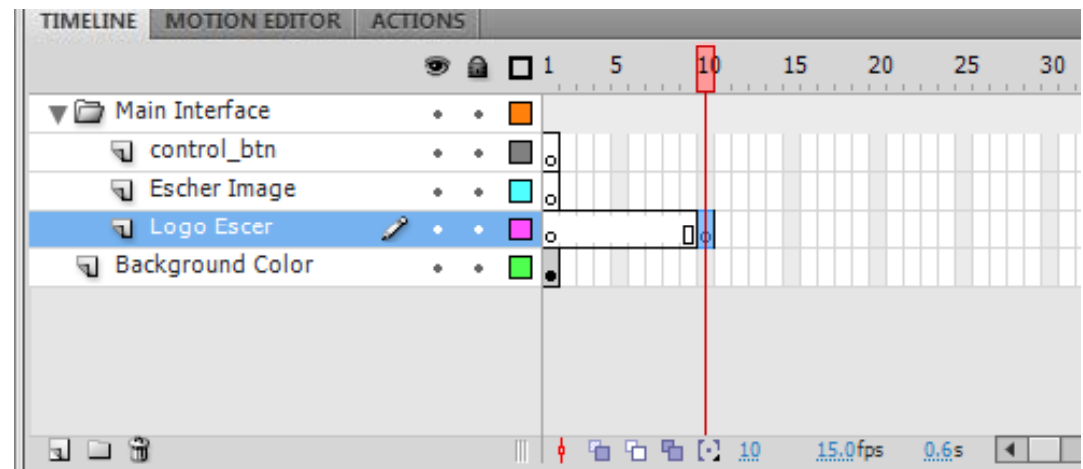 TIMELINE MOTION EDITOR ACTIONS
1 5 10 15 20 25 30
Main Interface
control_btn
Escher Image
Logo Escer
Background Color
10 15.0fps 0.6s